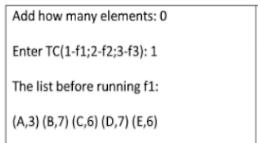 Add how many elements: 0
Enter TC(1-f1;2-f2;3-f3): 1
The list before running f1:
(A,3) (B,7) (C,6) (D,7) (E,6)